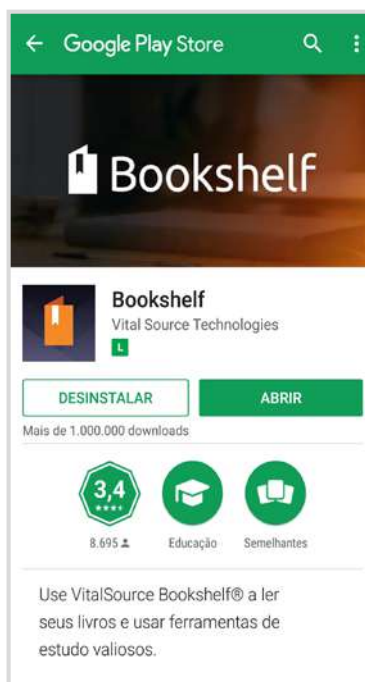 Google Play Store
Bookshelf
Bookshelf
Vital Source Technologies
L
DESINSTALAR
ABRIR
Mais de 1.000.000 downloads
3,4
8.695
Educação
Semelhantes
Use VitalSource Bookshelf® a ler
seus livros e usar ferramentas de
estudo valiosos.